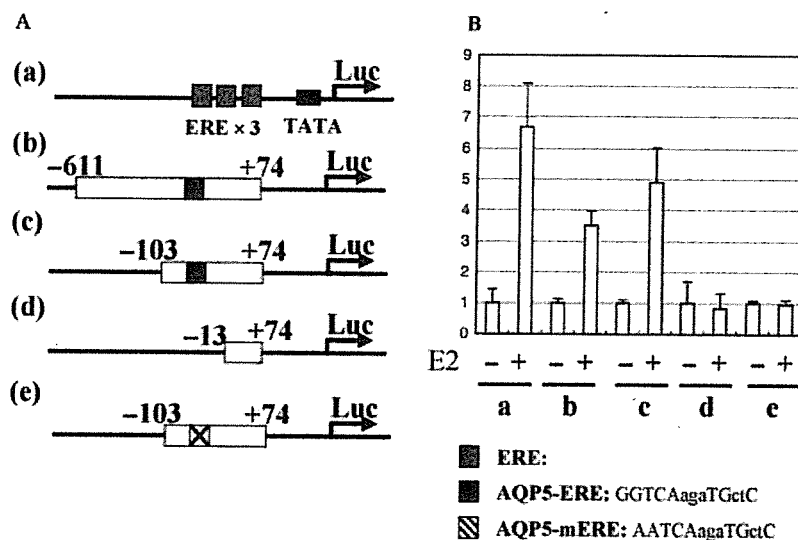 A
(a)
Luc
ERE × 3 TATA
(b)
−611 +74 Luc
(c)
−103 +74 Luc
(d)
−13 +74 Luc
(e)
−103 +74 Luc
B
9
8
7
6
5
4
3
2
1
0
E2 − + − + − + − + − +
a b c d e
ERE:
AQP5-ERE: GGTCAagaTGctC
AQP5-mERE: AATCAagaTGctC